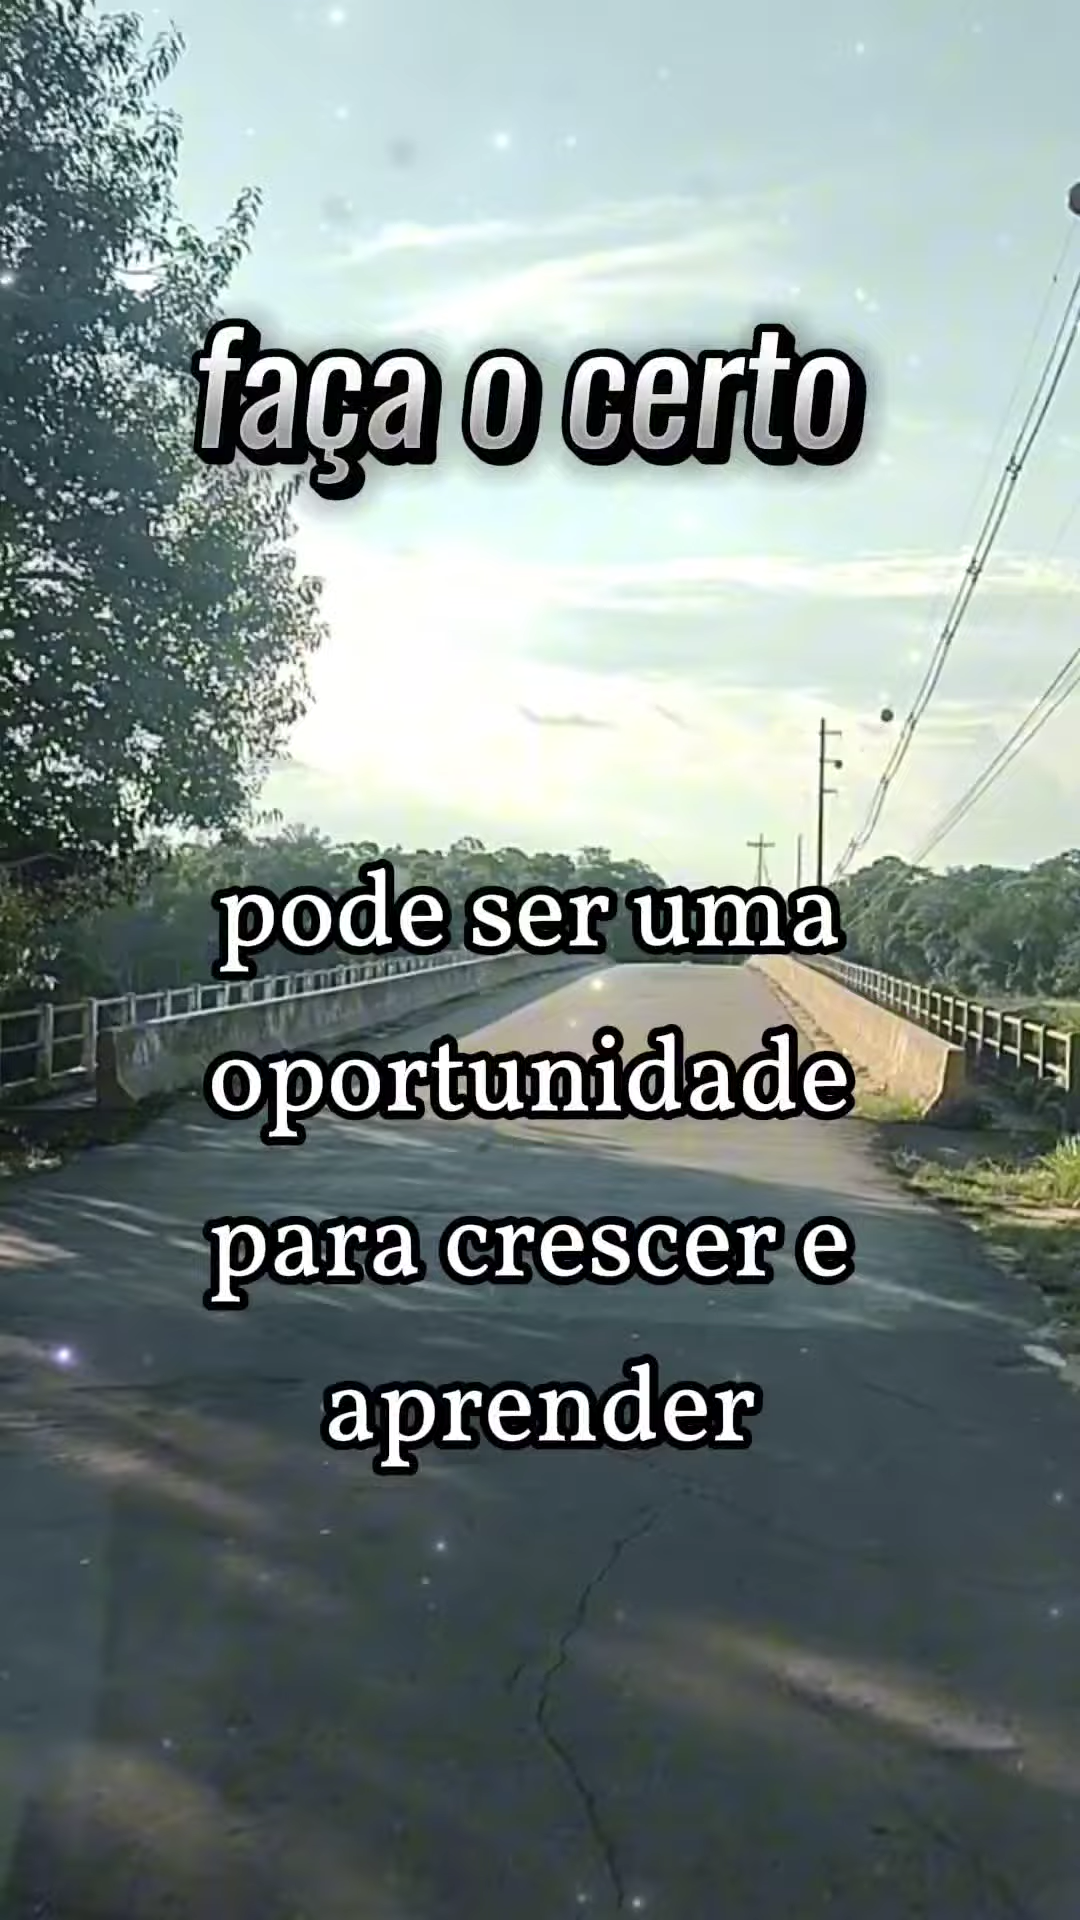 faça o certo
pode ser uma
oportunidade
para crescer e
aprender